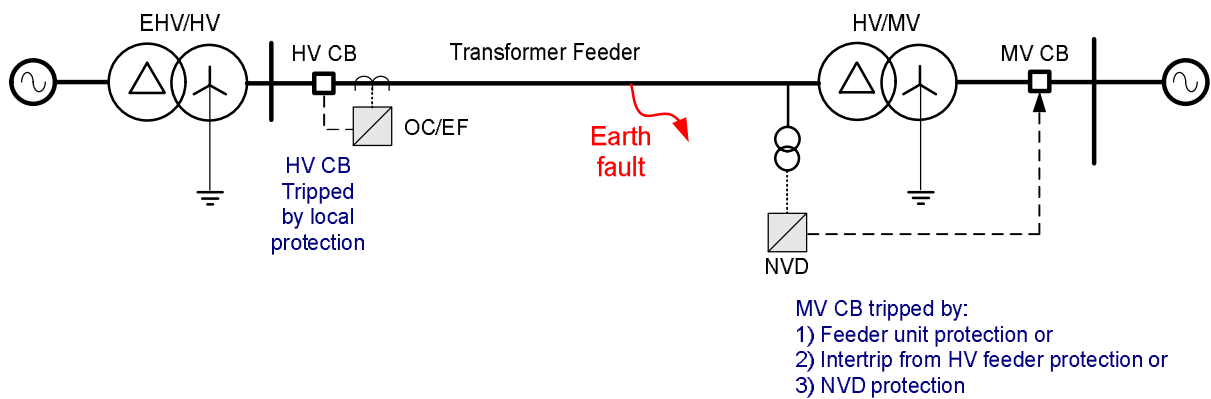 EHV/HV
HV CB
Transformer Feeder
HV/MV
MV CB
OC/EF
Earth
fault
HV CB
Tripped
by local
protection
NVD
MV CB tripped by:
1) Feeder unit protection or
2) Intertrip from HV feeder protection or
3) NVD protection